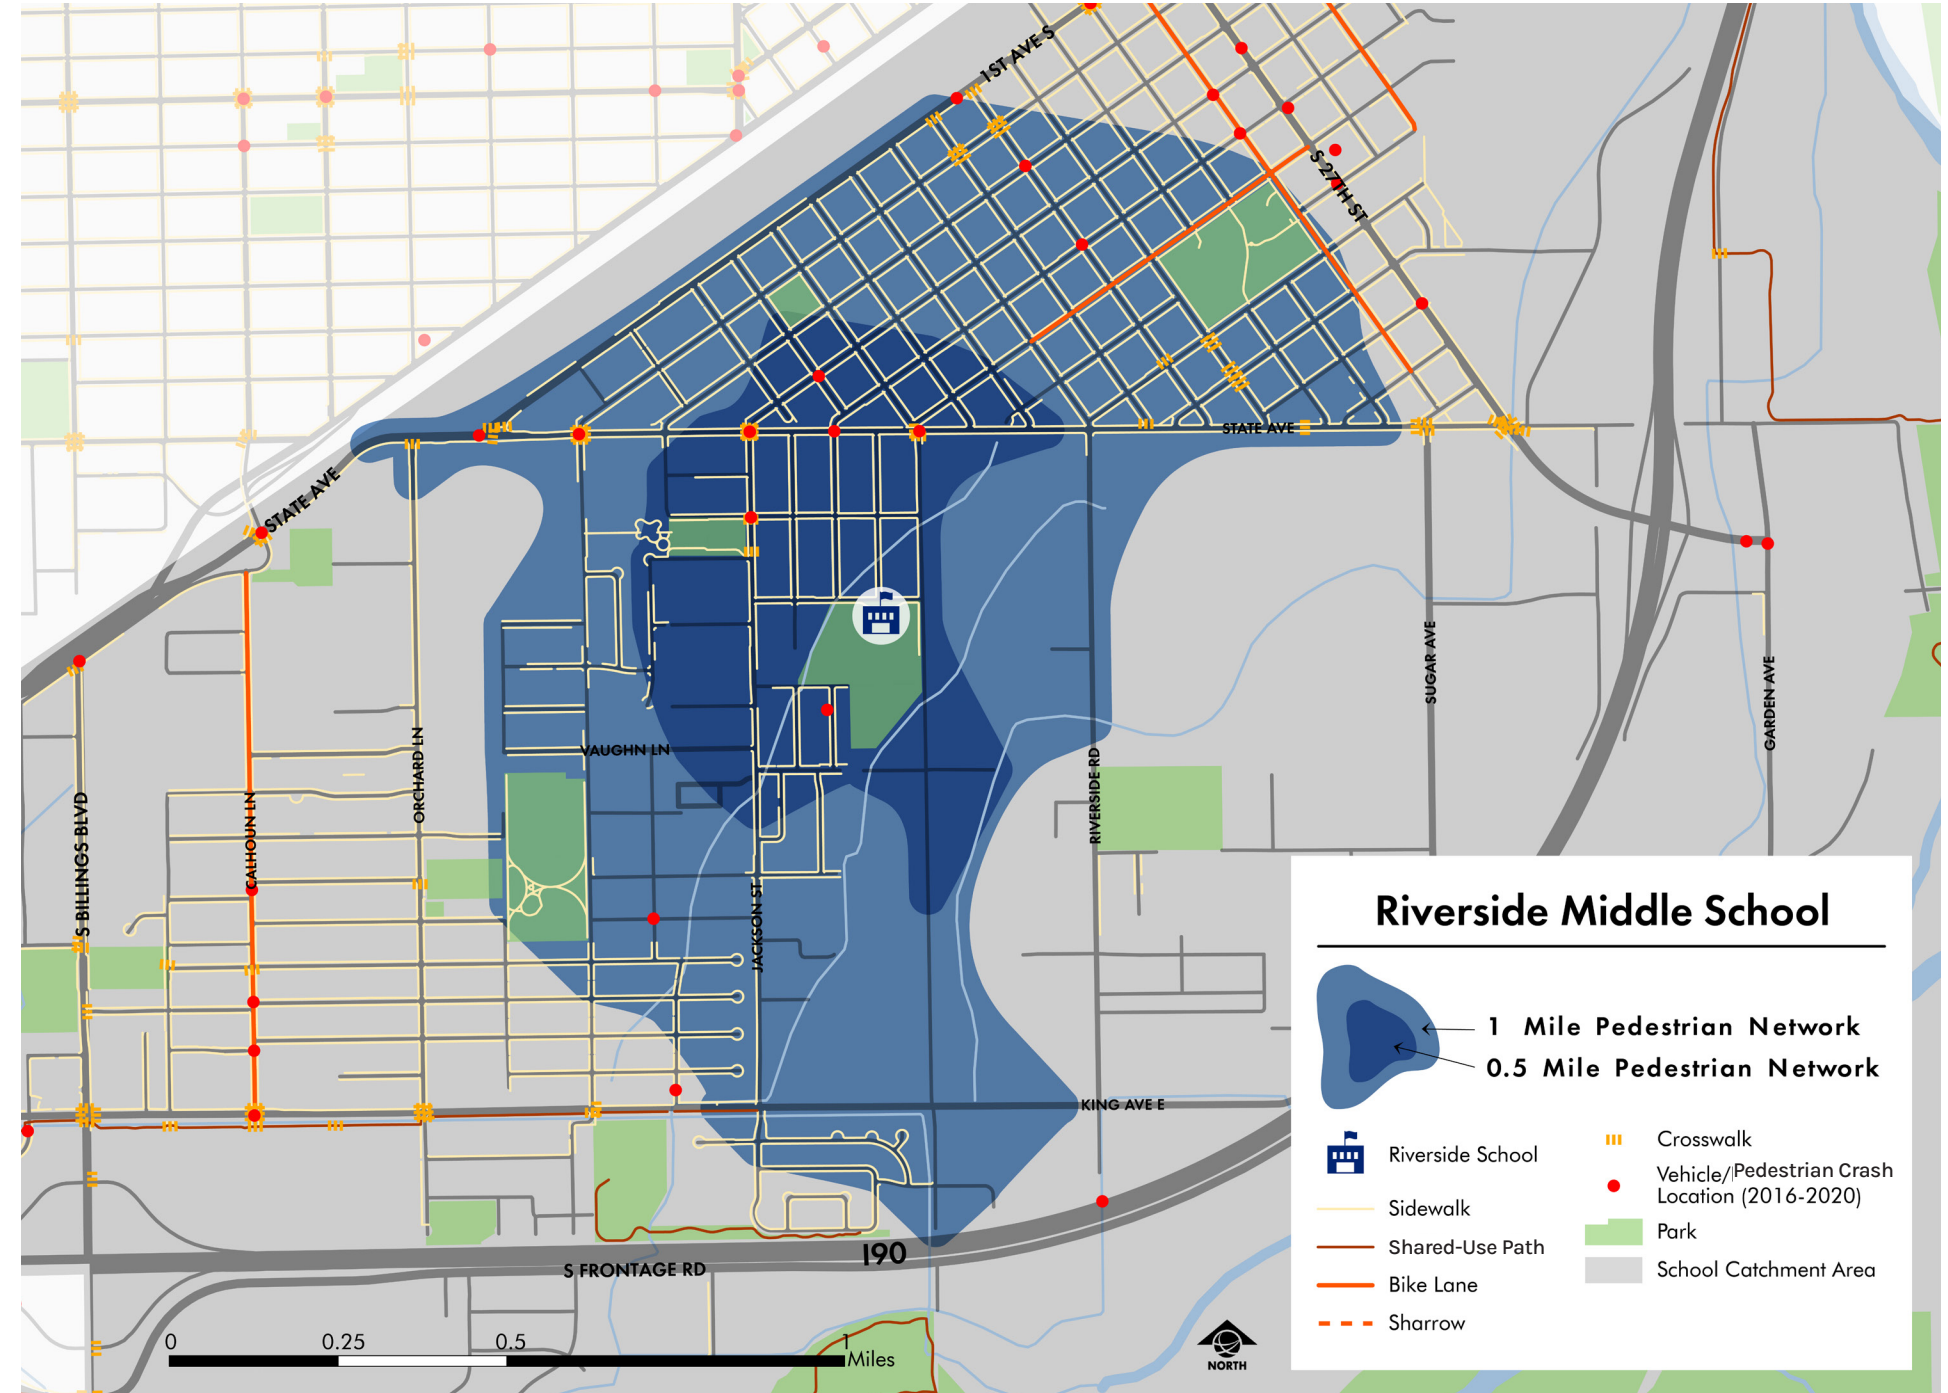 1ST AVE S
S 27TH ST
STATE AVE
STATE AVE
SUGAR AVE
GARDEN AVE
VAUGHN LN
ORCHARD LN
CALHOUN LN
S BILLINGS BLVD
RIVERSIDE RD
JACKSON ST
KING AVE E
I90
S FRONTAGE RD
0 0.25 0.5 1
Miles
NORTH
Riverside Middle School
1 Mile Pedestrian Network
0.5 Mile Pedestrian Network
Riverside School
Sidewalk
Shared-Use Path
Bike Lane
Sharrow
Crosswalk
Vehicle/Pedestrian Crash
Location (2016-2020)
Park
School Catchment Area